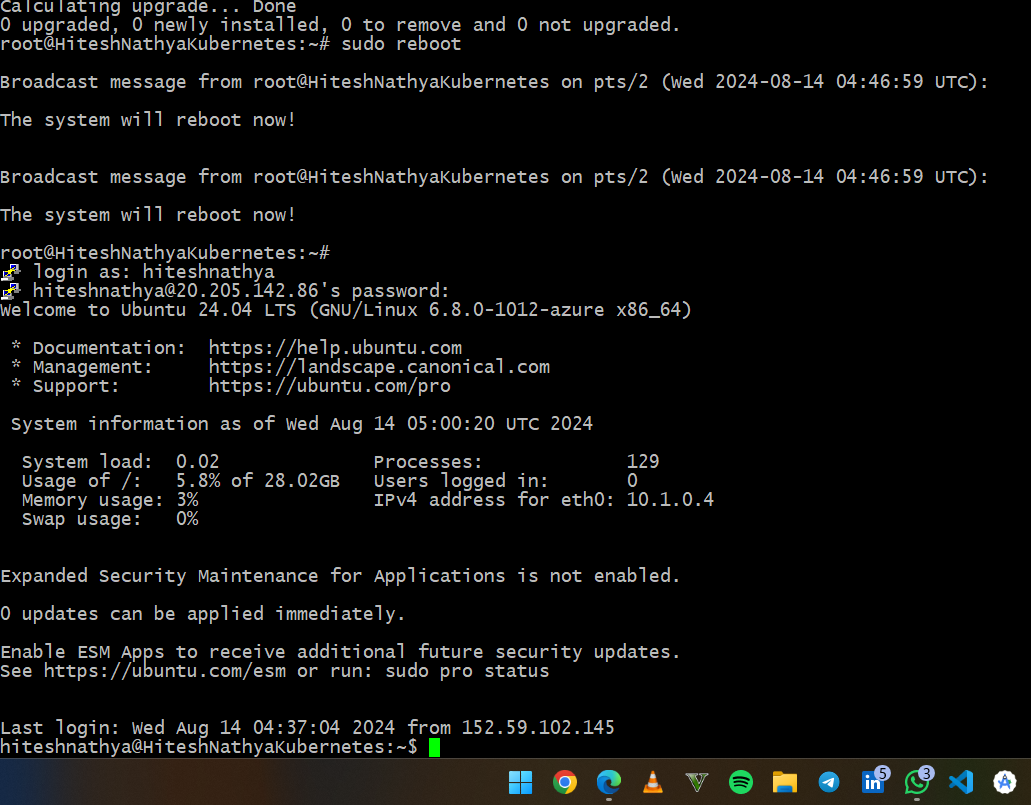 Calculating upgrade... Done
0 upgraded, 0 newly installed, 0 to remove and 0 not upgraded.
root@HiteshNathyaKubernetes:~# sudo reboot
Broadcast message from root@HiteshNathyaKubernetes on pts/2 (Wed 2024-08-14 04:46:59 UTC):
The system will reboot now!
Broadcast message from root@HiteshNathyaKubernetes on pts/2 (Wed 2024-08-14 04:46:59 UTC):
The system will reboot now!
root@HiteshNathyaKubernetes:~#
login as: hiteshnathya
hiteshnathya@20.205.142.86's password:
Welcome to Ubuntu 24.04 LTS (GNU/Linux 6.8.0-1012-azure x86_64)
* Documentation:  https://help.ubuntu.com
* Management:     https://landscape.canonical.com
* Support:        https://ubuntu.com/pro
System information as of Wed Aug 14 05:00:20 UTC 2024
System load:  0.02              Processes:             129
Usage of /:   5.8% of 28.02GB   Users logged in:       0
Memory usage: 3%                IPv4 address for eth0: 10.1.0.4
Swap usage:   0%
Expanded Security Maintenance for Applications is not enabled.
0 updates can be applied immediately.
Enable ESM Apps to receive additional future security updates.
See https://ubuntu.com/esm or run: sudo pro status
Last login: Wed Aug 14 04:37:04 2024 from 152.59.102.145
hiteshnathya@HiteshNathyaKubernetes:~$
V in 5 3